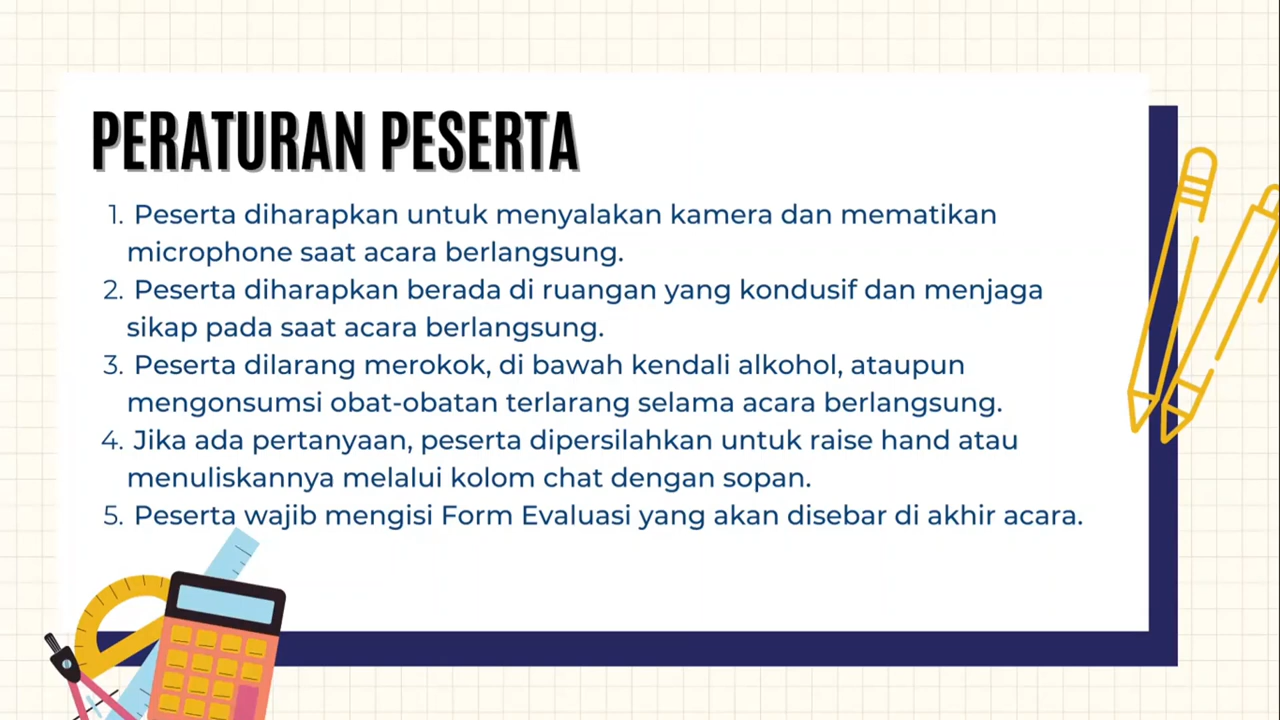 PERATURAN PESERTA
1. Peserta diharapkan untuk menyalakan kamera dan mematikan
microphone saat acara berlangsung.
2. Peserta diharapkan berada di ruangan yang kondusif dan menjaga
sikap pada saat acara berlangsung.
3. Peserta dilarang merokok, di bawah kendali alkohol, ataupun
mengonsumsi obat-obatan terlarang selama acara berlangsung.
4. Jika ada pertanyaan, peserta dipersilahkan untuk raise hand atau
menuliskannya melalui kolom chat dengan sopan.
5. Peserta wajib mengisi Form Evaluasi yang akan disebar di akhir acara.